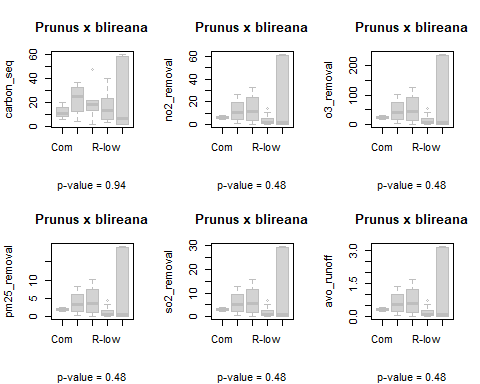 Prunus x blireana Prunus x blireana Prunus x blireana
carbon_seq
0 20 40 60
Com R-low
p-value = 0.94
no2_removal
0 20 40 60
Com R-low
p-value = 0.48
o3_removal
0 100 200
Com R-low
p-value = 0.48
Prunus x blireana Prunus x blireana Prunus x blireana
pm25_removal
0 5 10
Com R-low
p-value = 0.48
so2_removal
0 10 20 30
Com R-low
p-value = 0.48
avo_runoff
0.0 1.5 3.0
Com R-low
p-value = 0.48